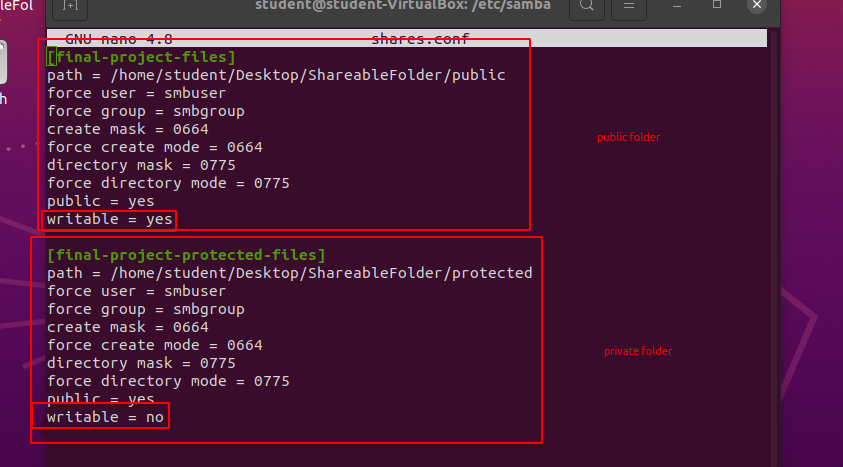 leFol
h
student@student-VirtualBox: /etc/samba
GNU nano 4.8 shares.conf
[final-project-files]
path = /home/student/Desktop/ShareableFolder/public
force user = smbuser
force group = smbgroup
create mask = 0664
force create mode = 0664
directory mask = 0775
force directory mode = 0775
public = yes
writable = yes
public folder
[final-project-protected-files]
path = /home/student/Desktop/ShareableFolder/protected
force user = smbuser
force group = smbgroup
create mask = 0664
force create mode = 0664
directory mask = 0775
force directory mode = 0775
public = yes
writable = no
private folder